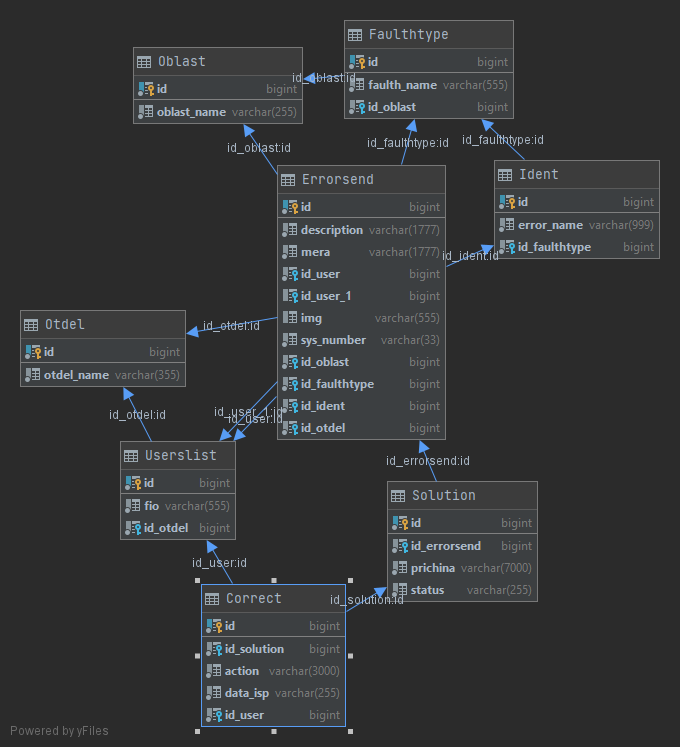 Faulthtype
id bigint
faulth_name varchar(555)
id_oblast bigint
Oblast
id bigint
oblast_name varchar(255)
id_oblast:id
id_oblast:id
id_faulthtype:id
id_faulthtype:id
Ident
id bigint
error_name varchar(999)
id_faulthtype bigint
Errorsend
id bigint
description varchar(1777)
mera varchar(1777)
id_user bigint
id_user_1 bigint
img varchar(555)
sys_number varchar(33)
id_oblast bigint
id_faulthtype bigint
id_ident bigint
id_otdel bigint
id_ident:id
Otdel
id bigint
otdel_name varchar(355)
id_otdel:id
id_otdel:id
id_user_1:id
id_user:id
Userslist
id bigint
fio varchar(555)
id_otdel bigint
id_errorsend:id
Solution
id bigint
id_errorsend bigint
prichina varchar(7000)
status varchar(255)
id_user:id
id_solution:id
Correct
id bigint
id_solution bigint
action varchar(3000)
data_isp varchar(255)
id_user bigint
Powered by yFiles